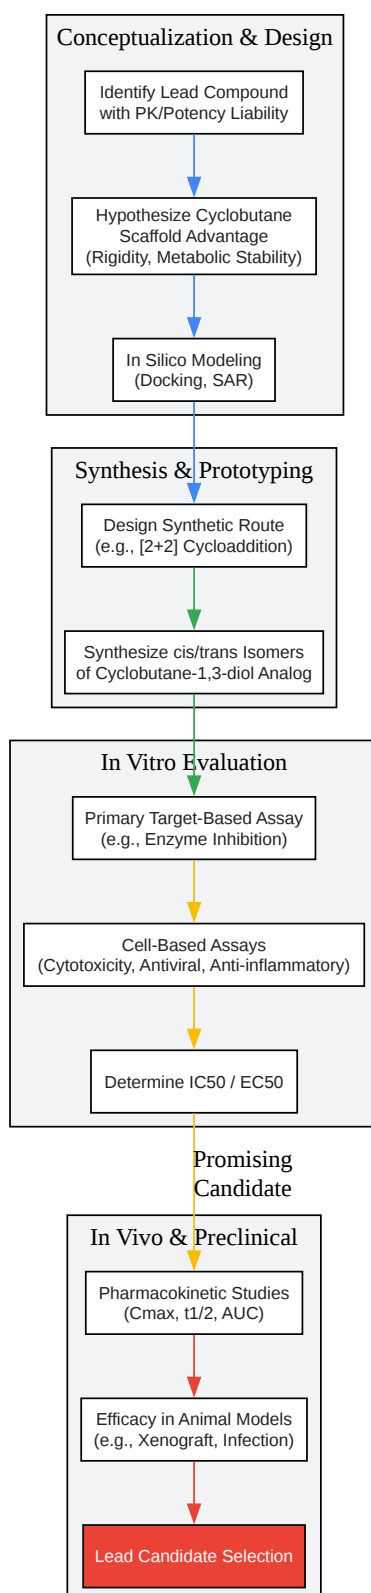 Conceptualization & Design
Identify Lead Compound
with PK/Potency Liability
Hypothesize Cyclobutane
Scaffold Advantage
(Rigidity, Metabolic Stability)
In Silico Modeling
(Docking, SAR)
Synthesis & Prototyping
Design Synthetic Route
(e.g., [2+2] Cycloaddition)
Synthesize cis/trans Isomers
of Cyclobutane-1,3-diol Analog
In Vitro Evaluation
Primary Target-Based Assay
(e.g., Enzyme Inhibition)
Cell-Based Assays
(Cytotoxicity, Antiviral, Anti-inflammatory)
Determine IC50 / EC50
Promising
Candidate
In Vivo & Preclinical
Pharmacokinetic Studies
(Cmax, t1/2, AUC)
Efficacy in Animal Models
(e.g., Xenograft, Infection)
Lead Candidate Selection